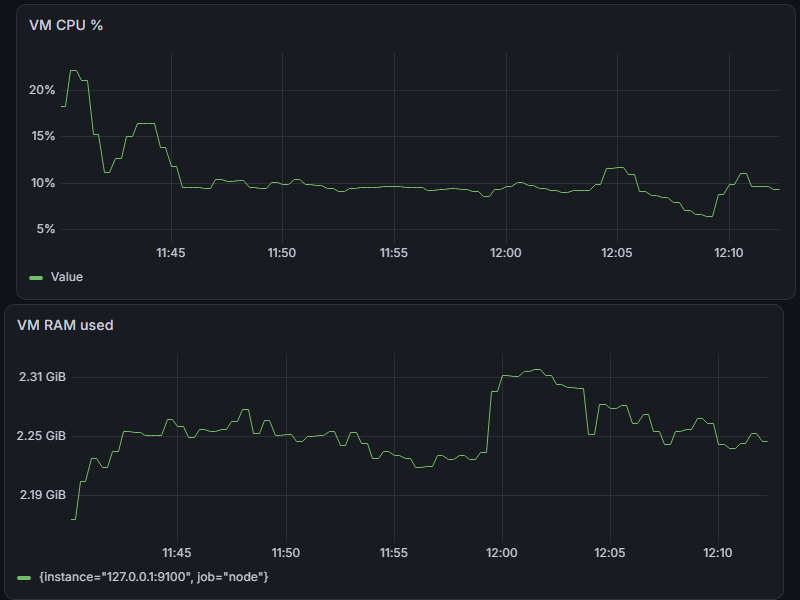 VM CPU %
20%
15%
10%
5%
11:45 11:50 11:55 12:00 12:05 12:10
Value
VM RAM used
2.31 GiB
2.25 GiB
2.19 GiB
11:45 11:50 11:55 12:00 12:05 12:10
{instance="127.0.0.1:9100", job="node"}